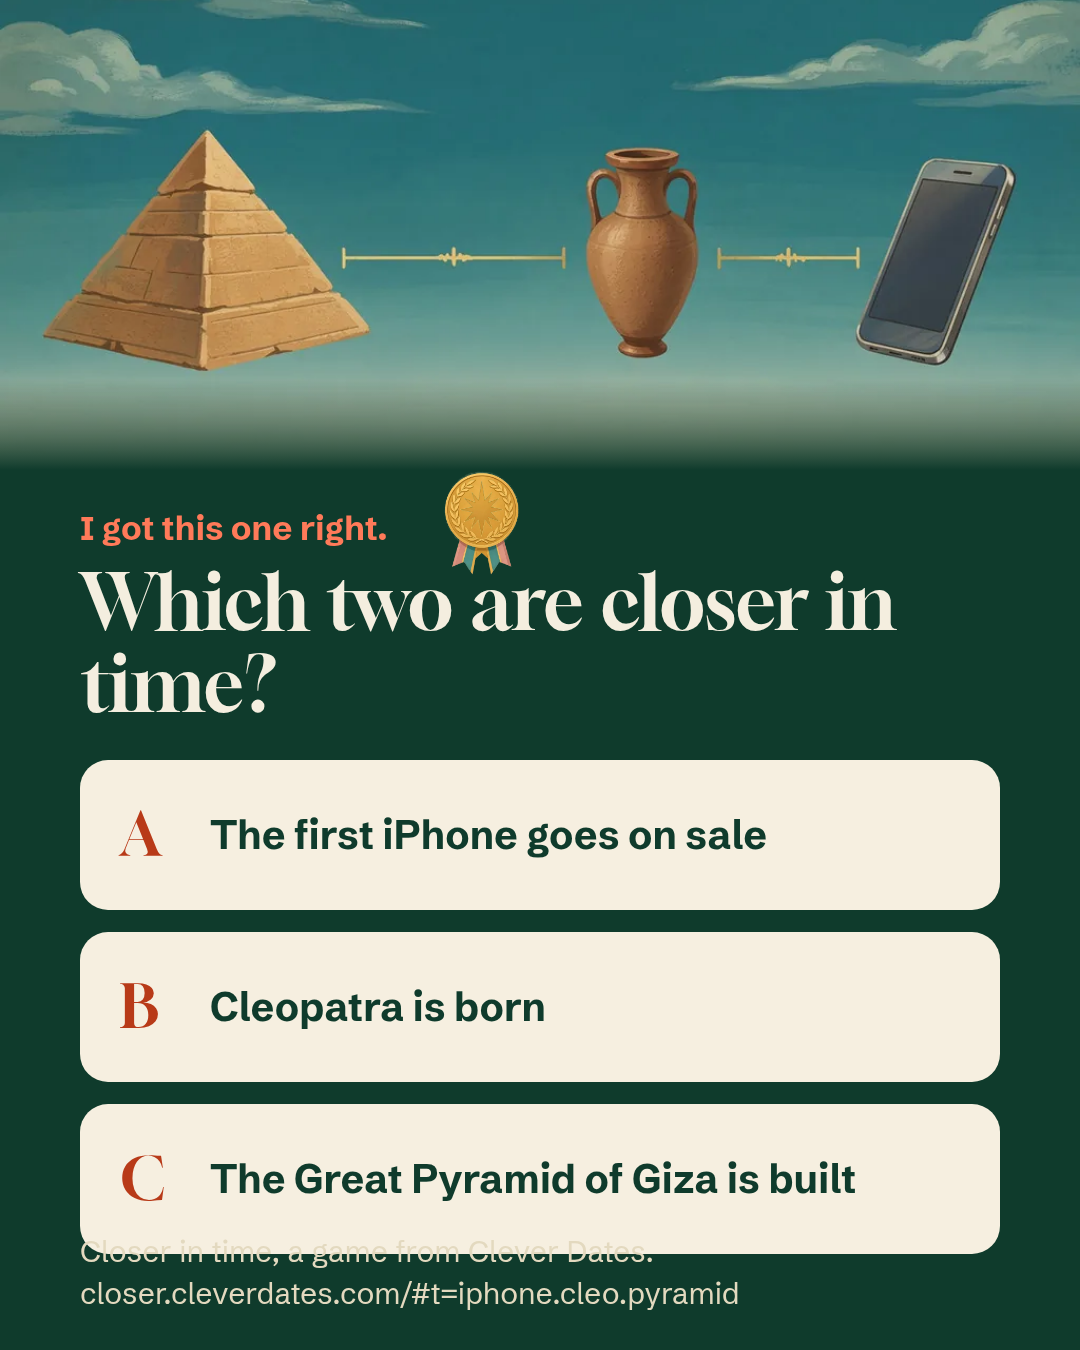 I got this one right.
Which two are closer in
time?
A The first iPhone goes on sale
B Cleopatra is born
C The Great Pyramid of Giza is built
Closer in time, a game from Clever Dates.
closer.cleverdates.com/#t=iphone.cleo.pyramid